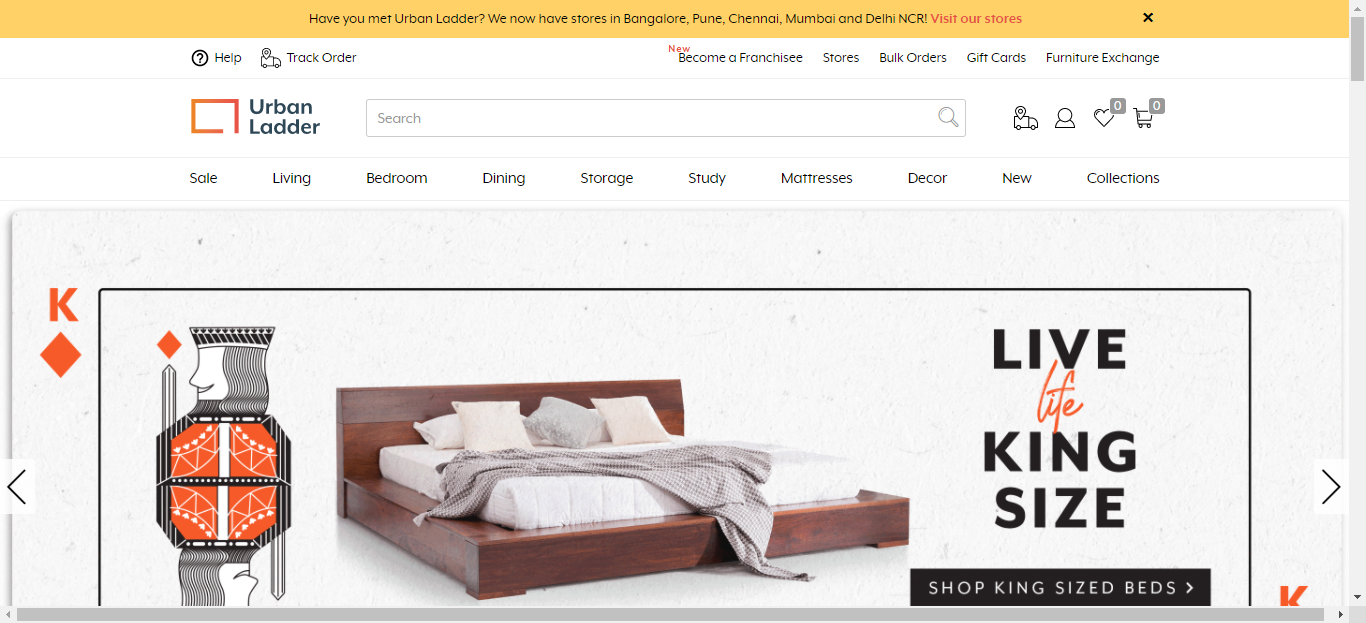 Have you met Urban Ladder? We now have stores in Bangalore, Pune, Chennai, Mumbai and Delhi NCR! Visit our stores ✕
Help Track Order New Become a Franchisee Stores Bulk Orders Gift Cards Furniture Exchange
Urban
Ladder
Search
0 0
Sale Living Bedroom Dining Storage Study Mattresses Decor New Collections
K
LIVE
life
KING
SIZE
SHOP KING SIZED BEDS >
K